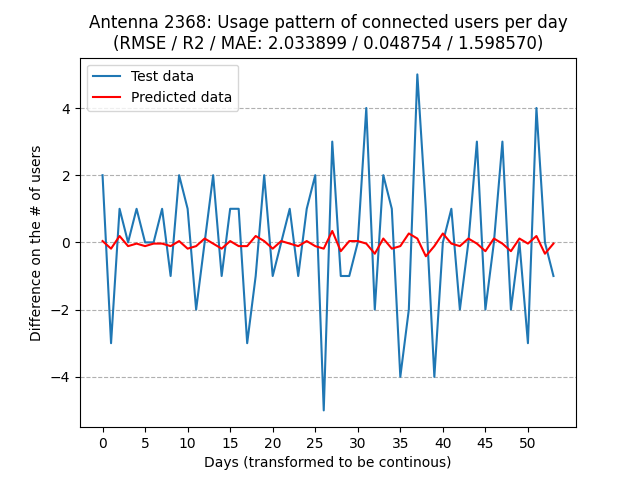 Antenna 2368: Usage pattern of connected users per day
(RMSE / R2 / MAE: 2.033899 / 0.048754 / 1.598570)
Test data
Predicted data
Difference on the # of users
4
2
0
−2
−4
0 5 10 15 20 25 30 35 40 45 50
Days (transformed to be continous)